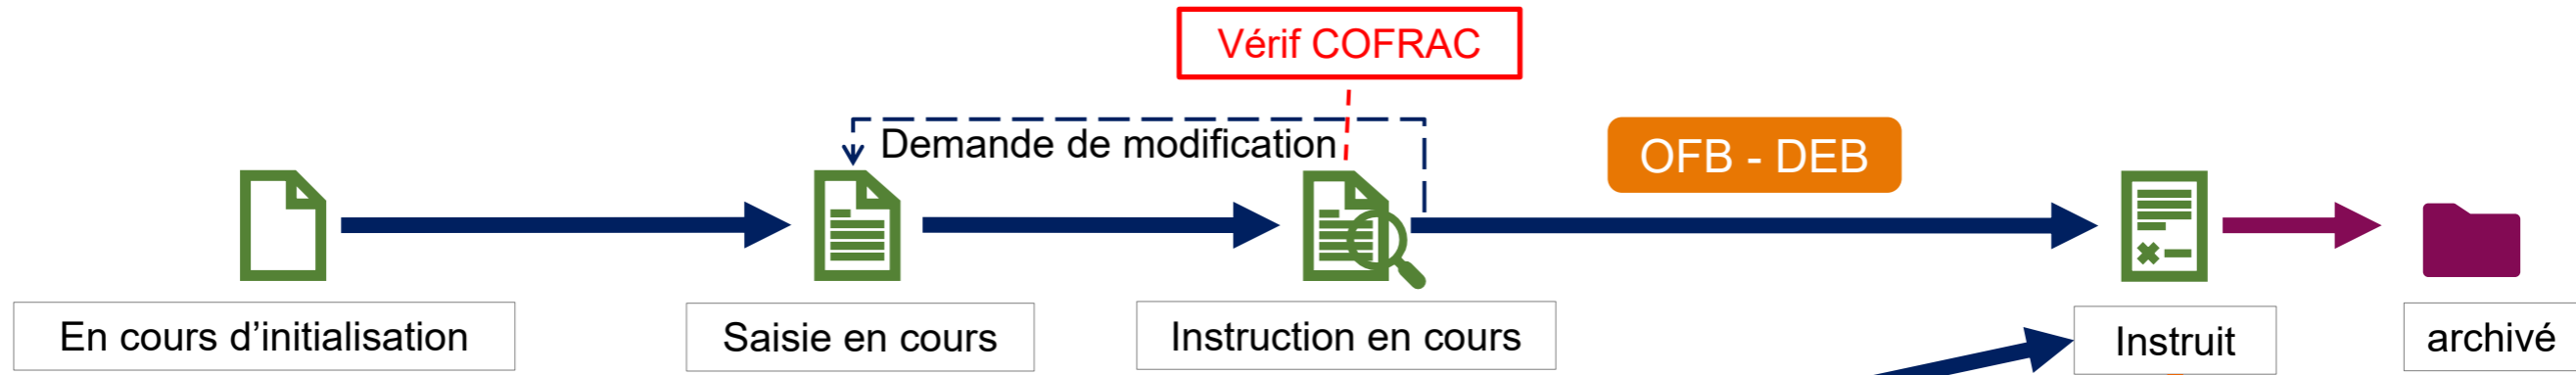 Vérif COFRAC
Demande de modification
OFB - DEB
En cours d’initialisation
Saisie en cours
Instruction en cours
Instruit
archivé